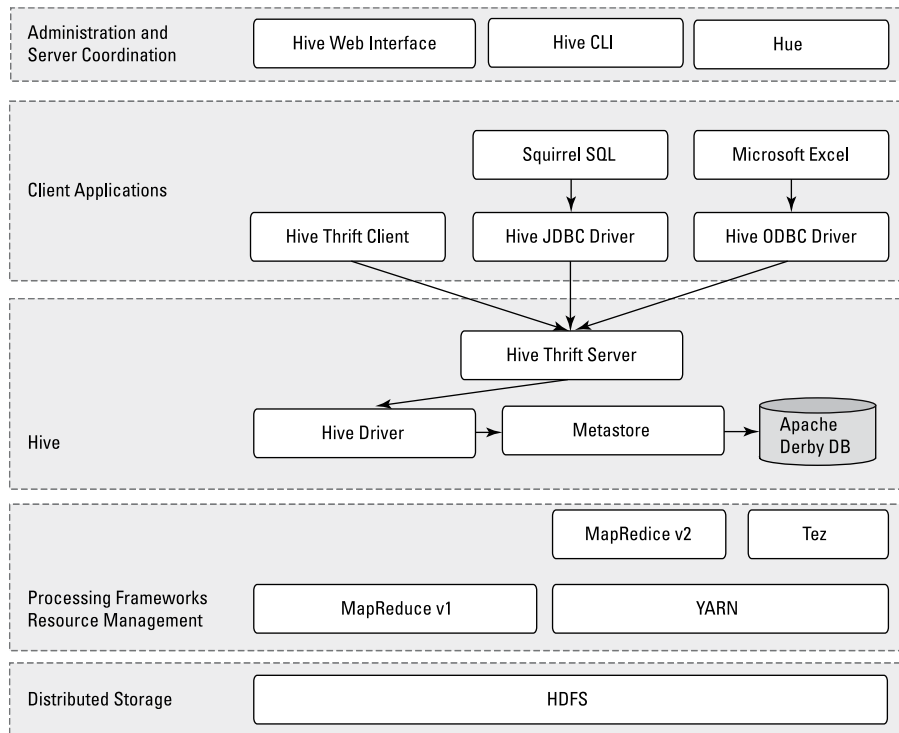 Administration and
Server Coordination
Hive Web Interface
Hive CLI
Hue
Client Applications
Squirrel SQL
Microsoft Excel
Hive Thrift Client
Hive JDBC Driver
Hive ODBC Driver
Hive
Hive Thrift Server
Hive Driver
Metastore
Apache
Derby DB
Processing Frameworks
Resource Management
MapRedice v2
Tez
MapReduce v1
YARN
Distributed Storage
HDFS